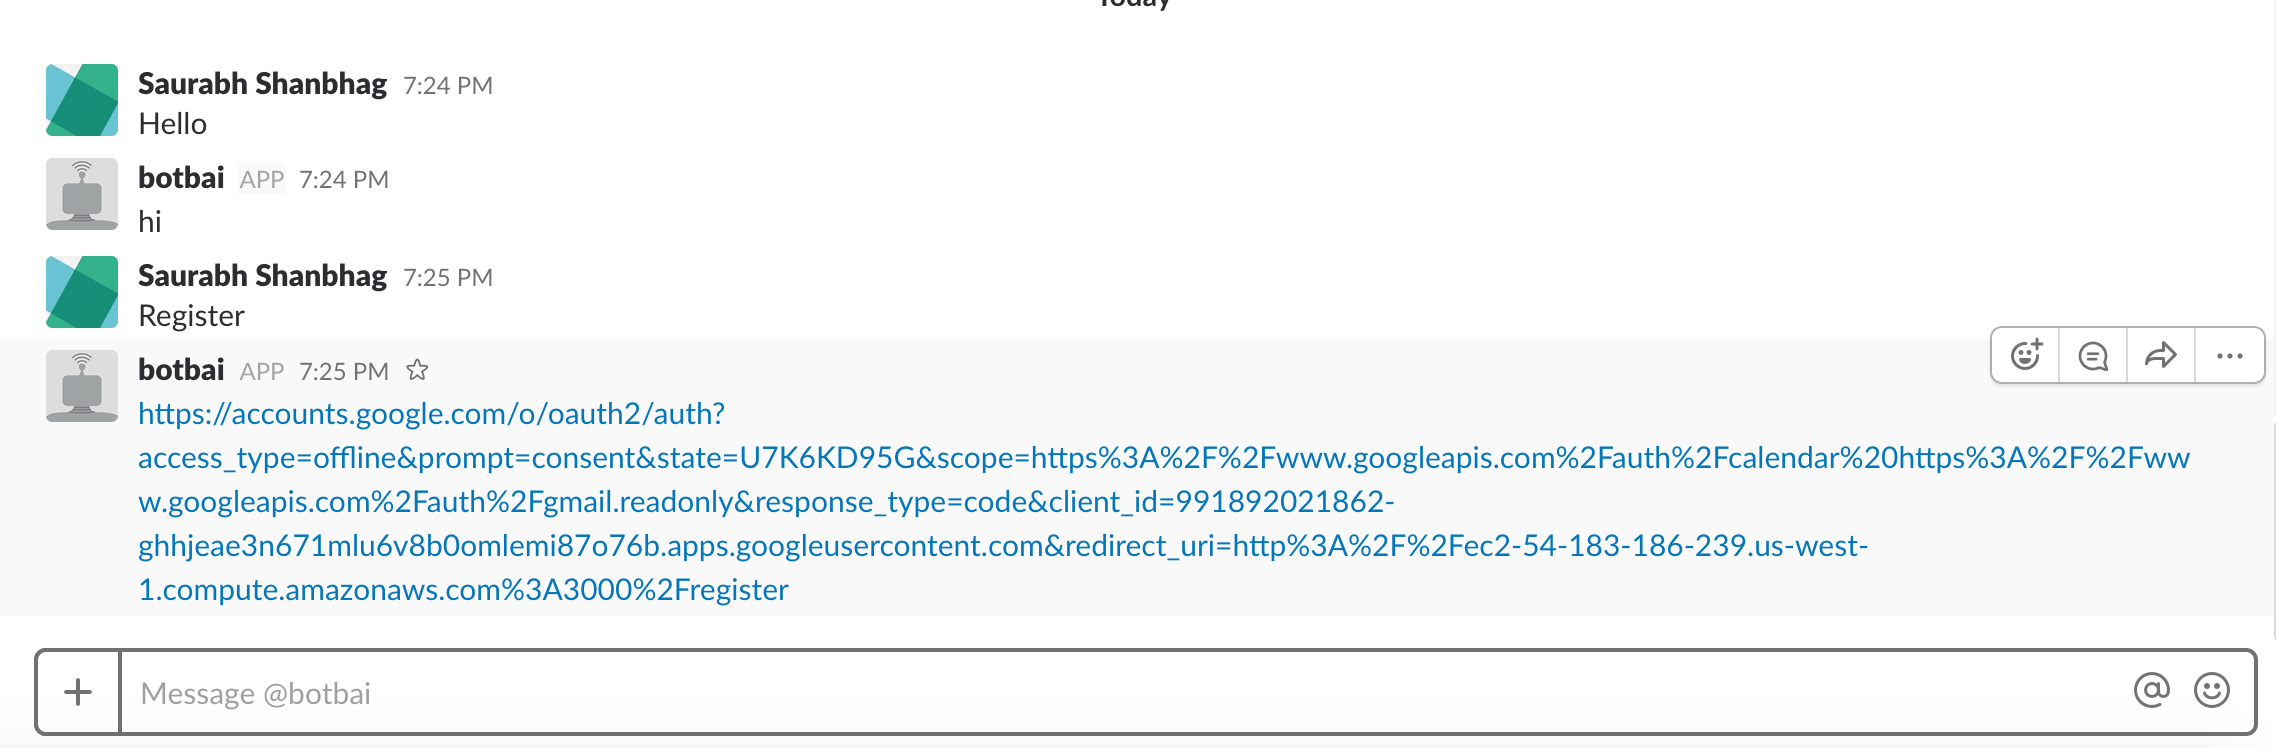 Today
Saurabh Shanbhag 7:24 PM
Hello
botbai APP 7:24 PM
hi
Saurabh Shanbhag 7:25 PM
Register
botbai APP 7:25 PM
https://accounts.google.com/o/oauth2/auth?
access_type=offline&prompt=consent&state=U7K6KD95G&scope=https%3A%2F%2Fwww.googleapis.com%2Fauth%2Fcalendar%20https%3A%2F%2Fww
w.googleapis.com%2Fauth%2Fgmail.readonly&response_type=code&client_id=991892021862-
ghhjeae3n671mlu6v8b0omlemi87o76b.apps.googleusercontent.com&redirect_uri=http%3A%2F%2Fec2-54-183-186-239.us-west-
1.compute.amazonaws.com%3A3000%2Fregister
Message @botbai